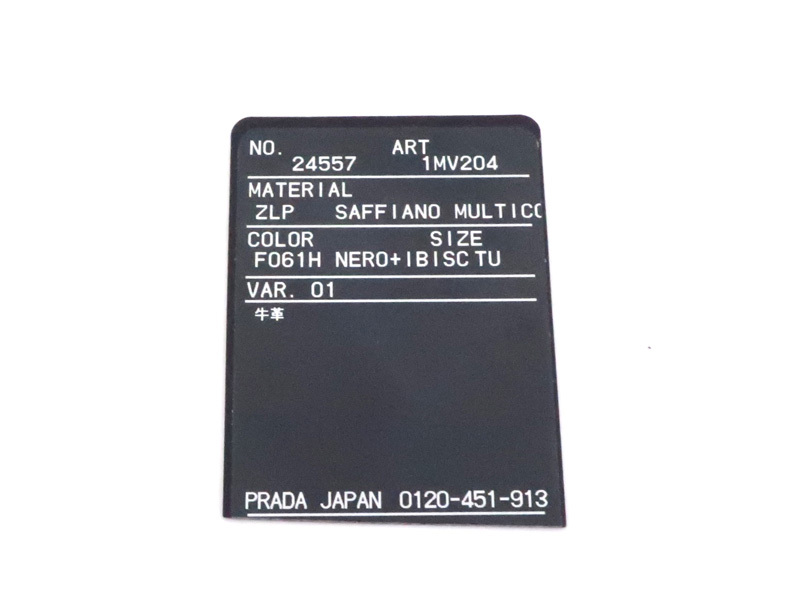 NO. ART
24557 1MV204
MATERIAL
ZLP SAFFIANO MULTICO
COLOR SIZE
F061H NERO+IBISC TU
VAR. 01
牛革
PRADA JAPAN 0120-451-913